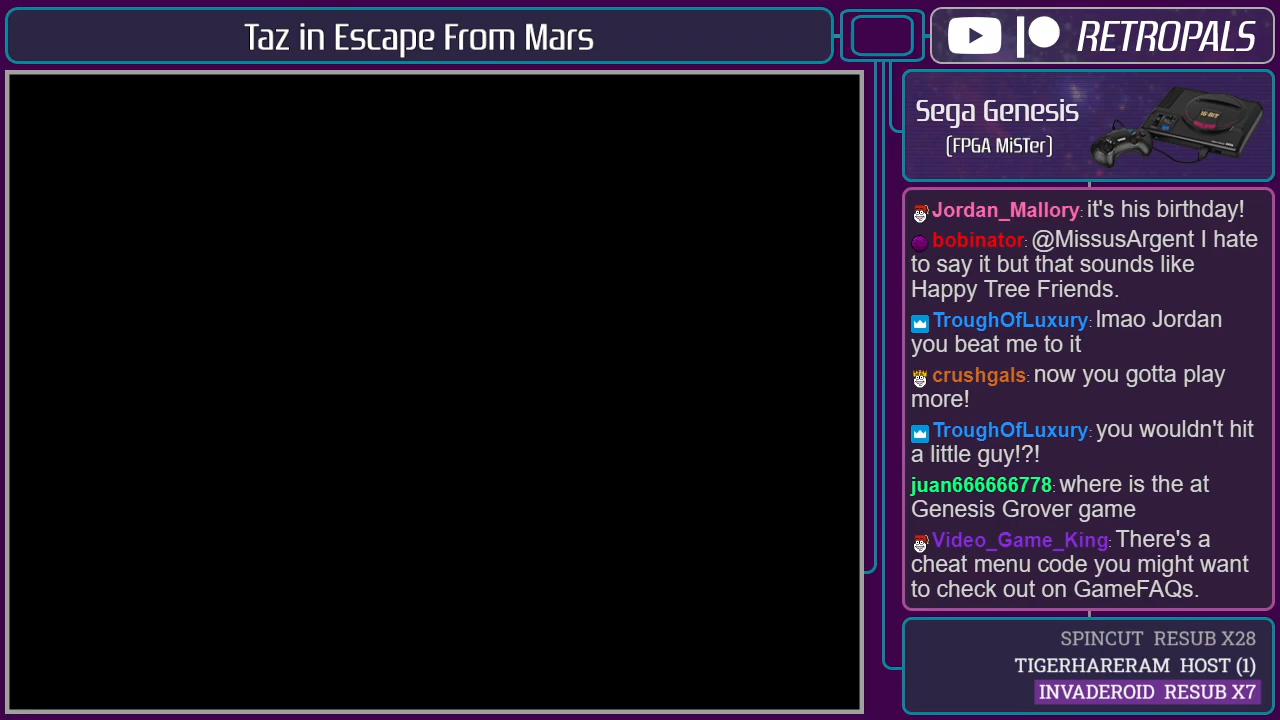 Taz in Escape From Mars
RETROPALS
Sega Genesis
(FPGA MiSTer)
16-BIT
Jordan_Mallory: it's his birthday!
bobinator: @MissusArgent I hate
to say it but that sounds like
Happy Tree Friends.
TroughOfLuxury: lmao Jordan
you beat me to it
crushgals: now you gotta play
more!
TroughOfLuxury: you wouldn't hit
a little guy!?!
juan666666778: where is the at
Genesis Grover game
Video_Game_King: There's a
cheat menu code you might want
to check out on GameFAQs.
SPINCUT RESUB X28
TIGERHARERAM HOST (1)
INVADEROID RESUB X7